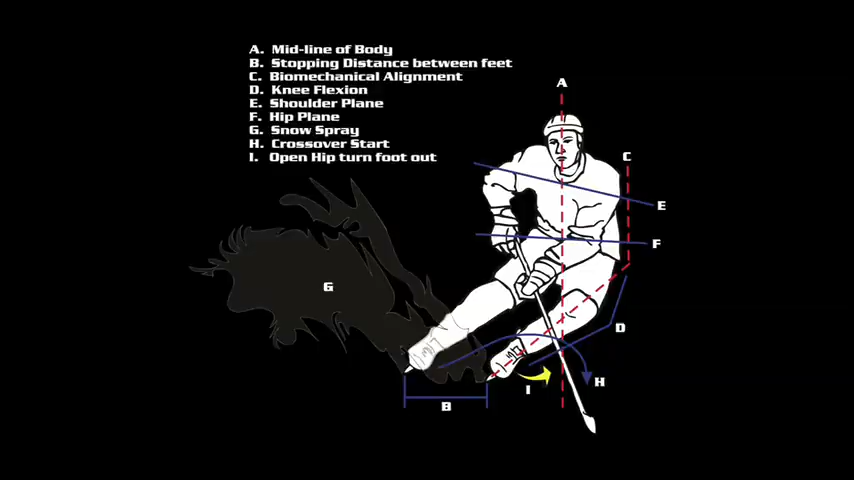 A. Mid-line of Body
B. Stopping Distance between feet
C. Biomechanical Alignment
D. Knee Flexion
E. Shoulder Plane
F. Hip Plane
G. Snow Spray
H. Crossover Start
I. Open Hip turn foot out
A
C
E
F
G
D
H
I
B